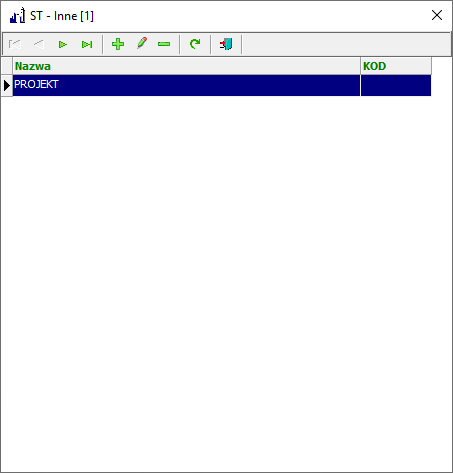 ST - Inne [1]
Nazwa KOD
PROJEKT